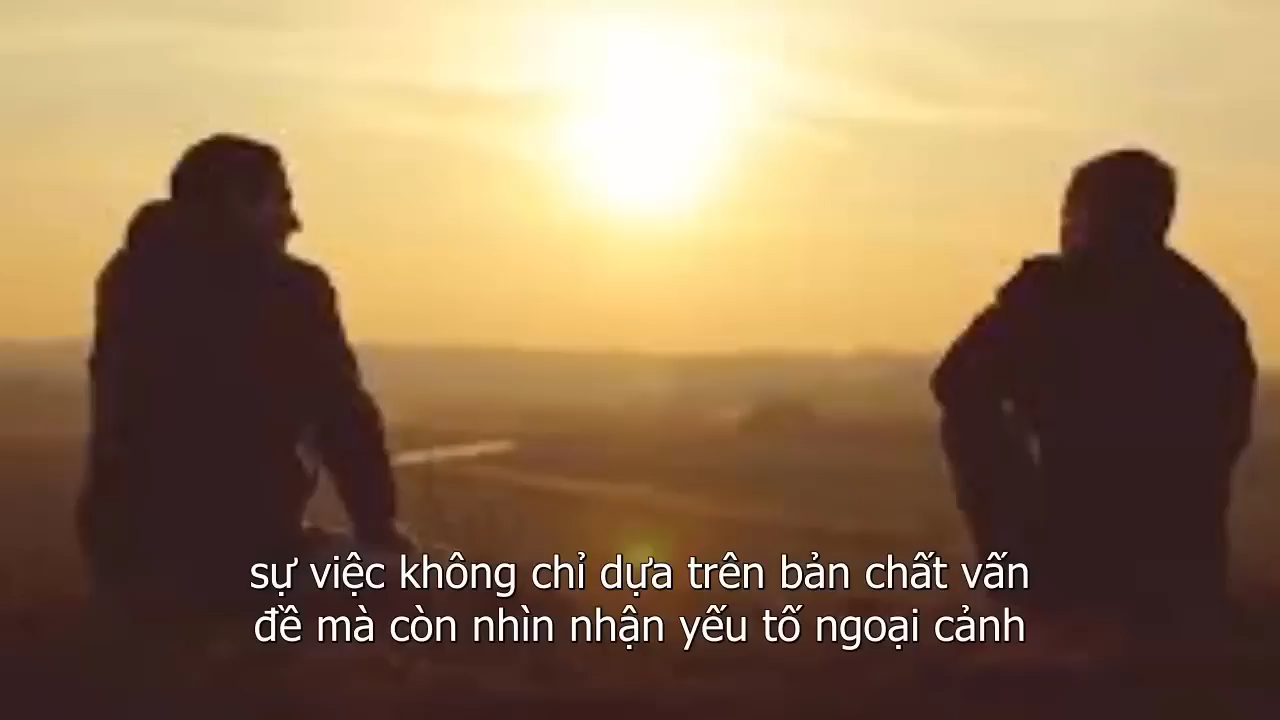 sự việc không chỉ dựa trên bản chất vấn
đề mà còn nhìn nhận yếu tố ngoại cảnh